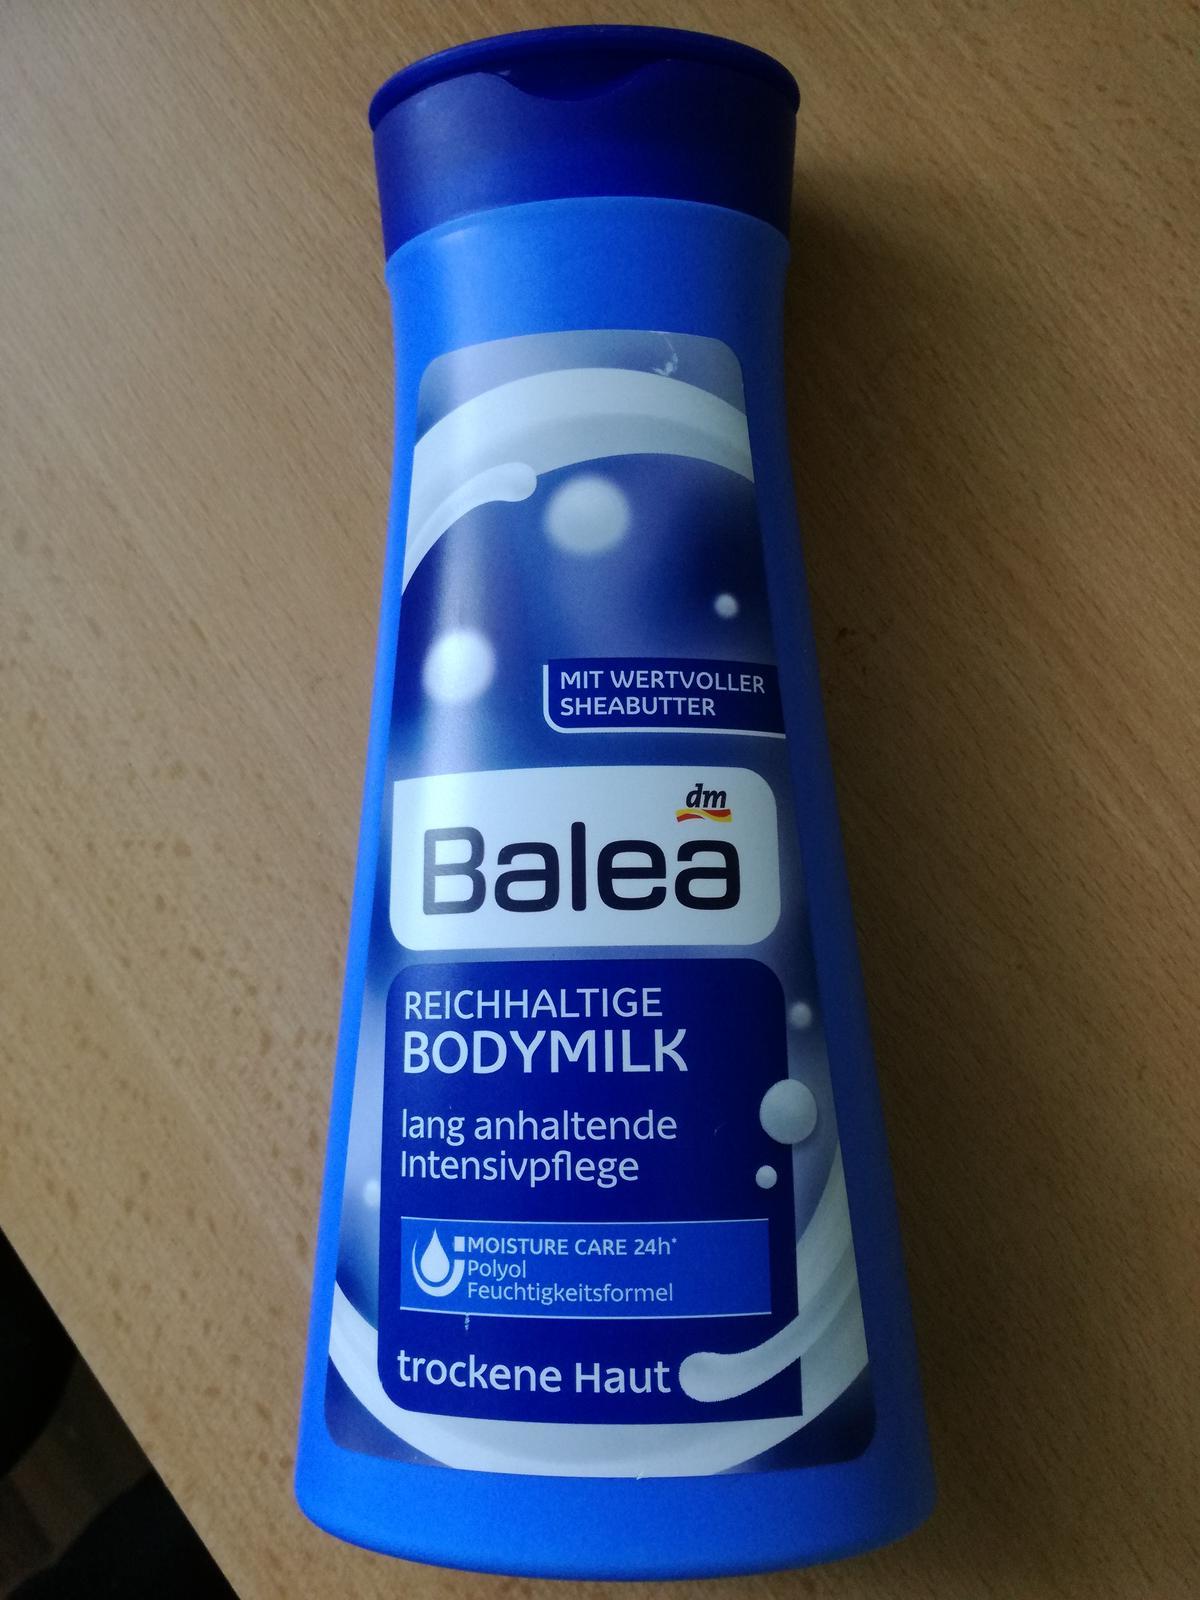 MIT WERTVOLLER
SHEABUTTER
dm
Balea
REICHHALTIGE
BODYMILK
lang anhaltende
Intensivpflege
MOISTURE CARE 24h*
Polyol
Feuchtigkeitsformel
trockene Haut